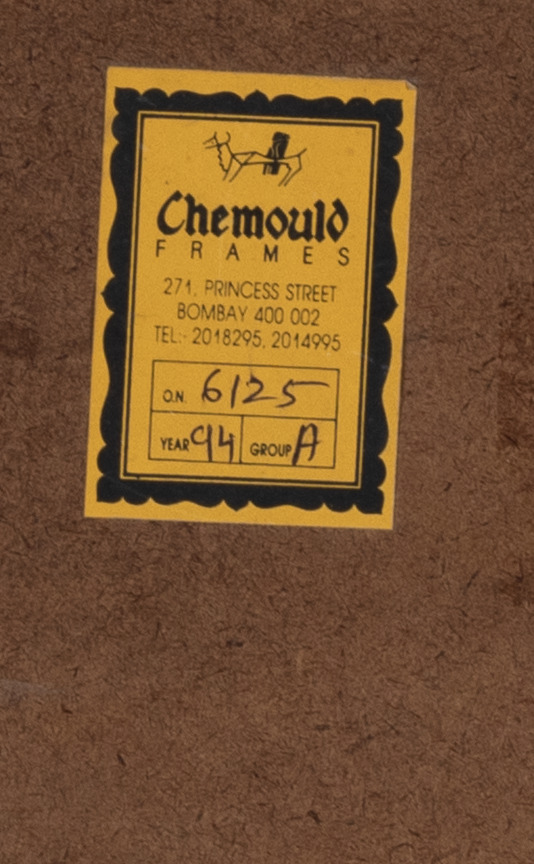 Chemould
FRAMES
271, PRINCESS STREET
BOMBAY 400 002
TEL:- 2018295, 2014995
O.N. 6125
YEAR 94 GROUP A